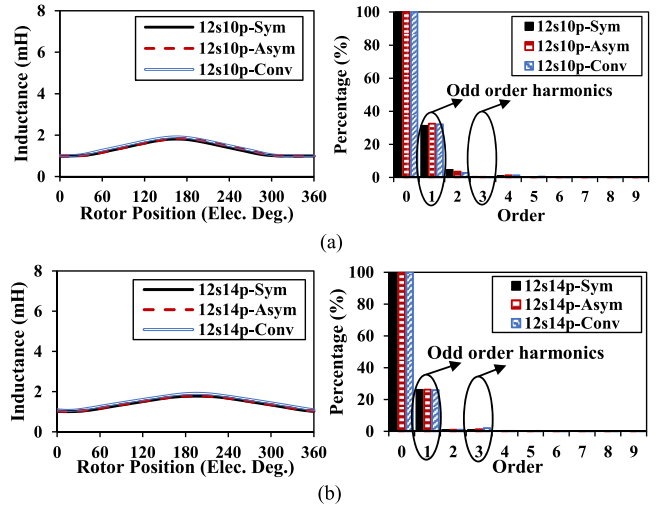 8
6
4
2
0
Inductance (mH)
12s10p-Sym
12s10p-Asym
12s10p-Conv
0 60 120 180 240 300 360
Rotor Position (Elec. Deg.)
100
80
60
40
20
0
Percentage (%)
12s10p-Sym
12s10p-Asym
12s10p-Conv
Odd order harmonics
0 1 2 3 4 5 6 7 8 9
Order
(a)
8
6
4
2
0
Inductance (mH)
12s14p-Sym
12s14p-Asym
12s14p-Conv
0 60 120 180 240 300 360
Rotor Position (Elec. Deg.)
100
80
60
40
20
0
Percentage (%)
12s14p-Sym
12s14p-Asym
12s14p-Conv
Odd order harmonics
0 1 2 3 4 5 6 7 8 9
Order
(b)